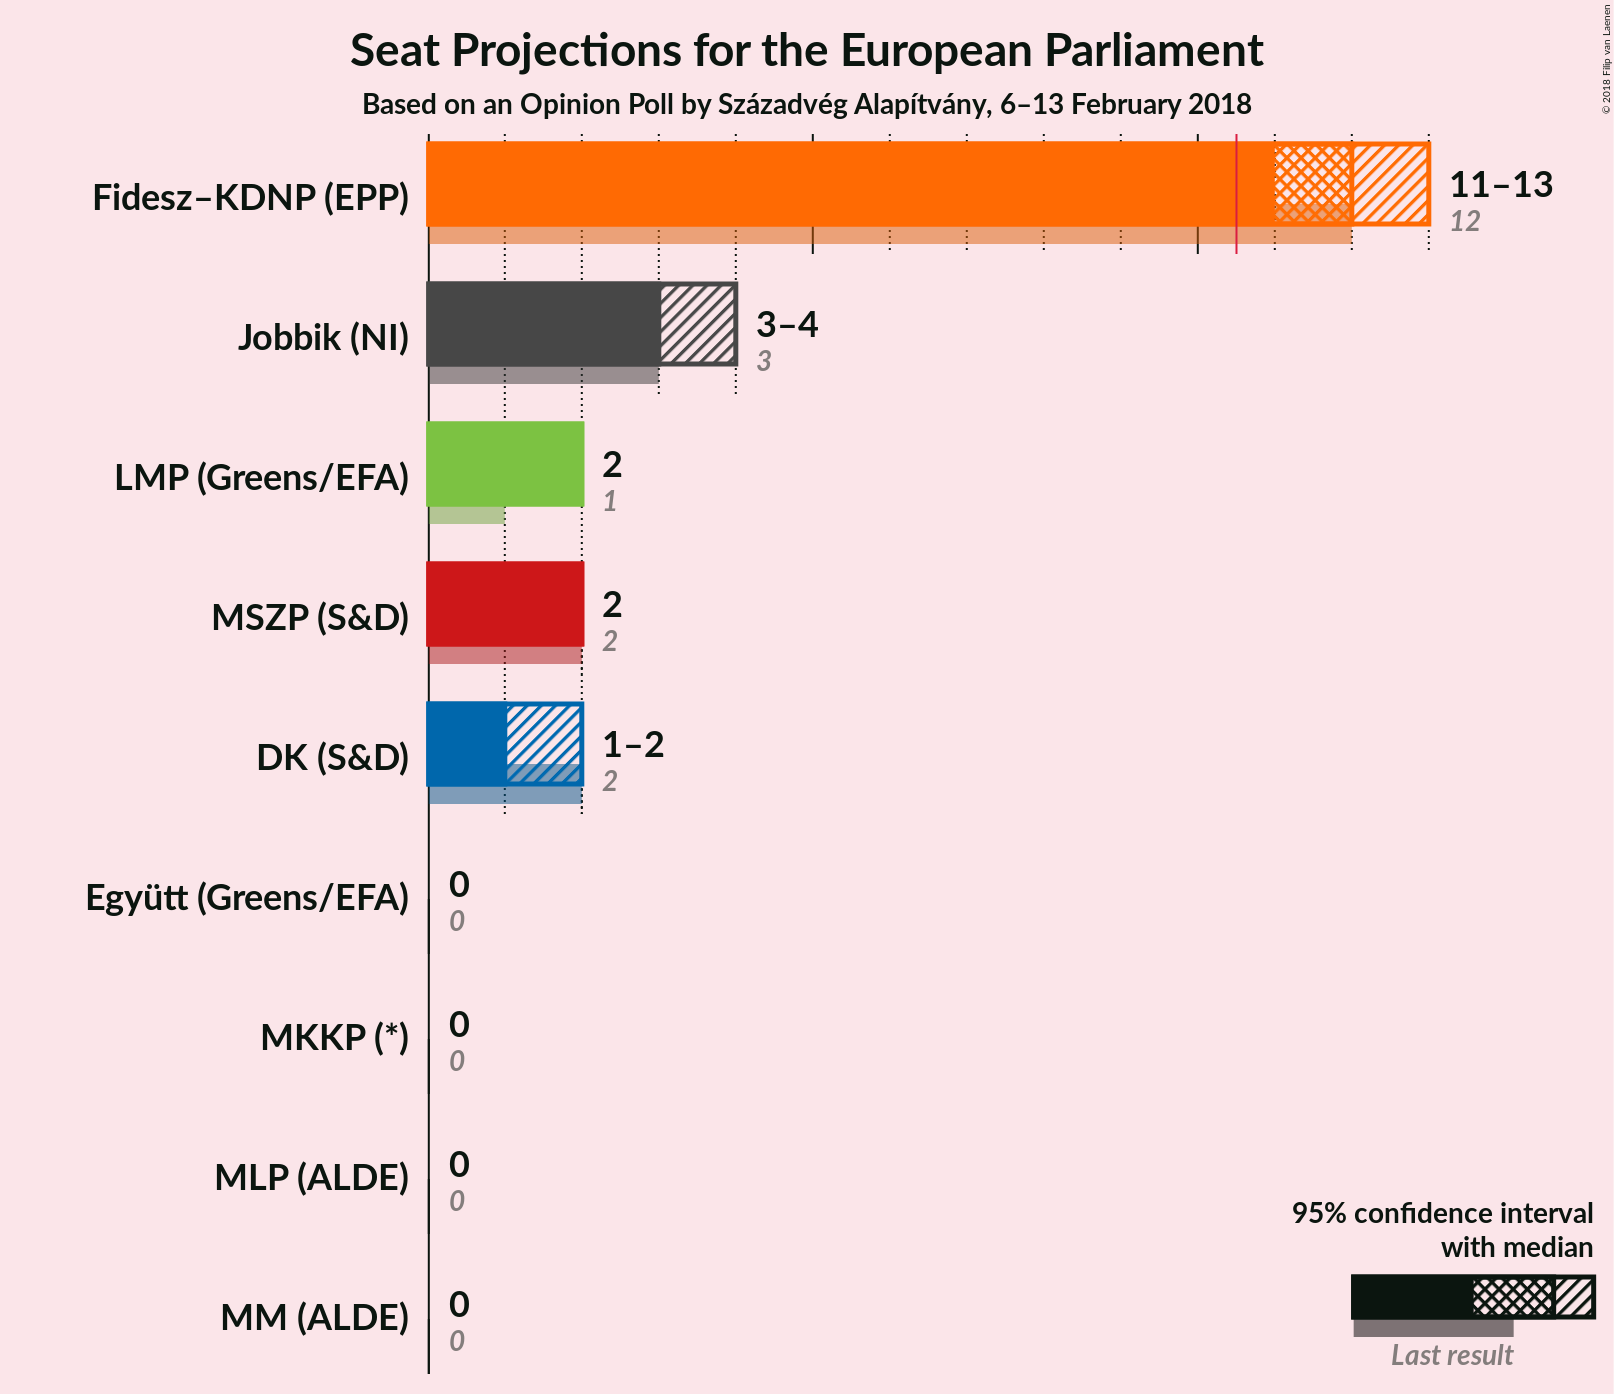 Seat Projections for the European Parliament
Based on an Opinion Poll by Századvég Alapítvány, 6–13 February 2018
© 2018 Filip van Laenen
Fidesz–KDNP (EPP)
11–13
12
Jobbik (NI)
3–4
3
LMP (Greens/EFA)
2
1
MSZP (S&D)
2
2
DK (S&D)
1–2
2
Együtt (Greens/EFA)
0
0
MKKP (*)
0
0
MLP (ALDE)
0
0
MM (ALDE)
0
0
95% confidence interval
with median
Last result